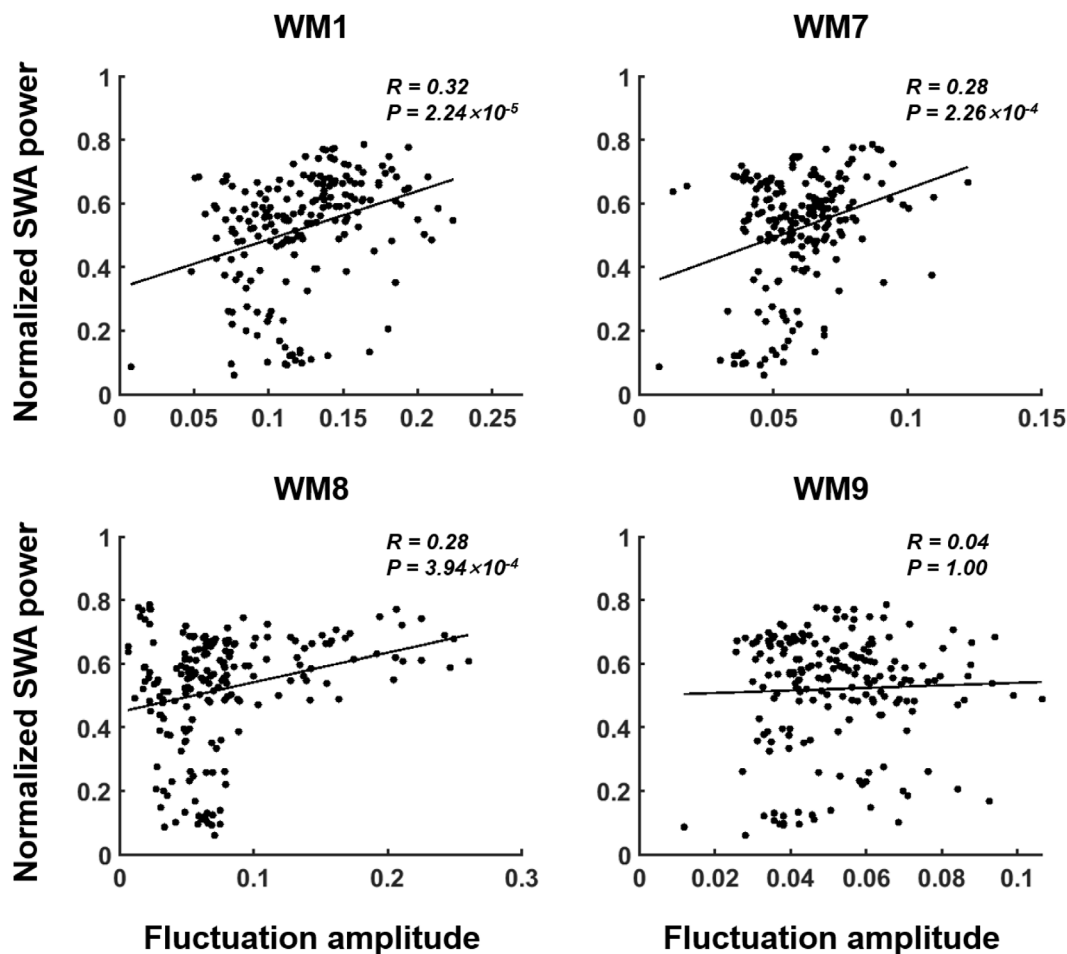 WM1
Normalized SWA power
R = 0.32
P = 2.24×10⁻⁵
1
0.8
0.6
0.4
0.2
0
0 0.05 0.1 0.15 0.2 0.25
WM7
R = 0.28
P = 2.26×10⁻⁴
1
0.8
0.6
0.4
0.2
0
0 0.05 0.1 0.15
WM8
Normalized SWA power
R = 0.28
P = 3.94×10⁻⁴
1
0.8
0.6
0.4
0.2
0
0 0.1 0.2 0.3
Fluctuation amplitude
WM9
R = 0.04
P = 1.00
1
0.8
0.6
0.4
0.2
0
0 0.02 0.04 0.06 0.08 0.1
Fluctuation amplitude